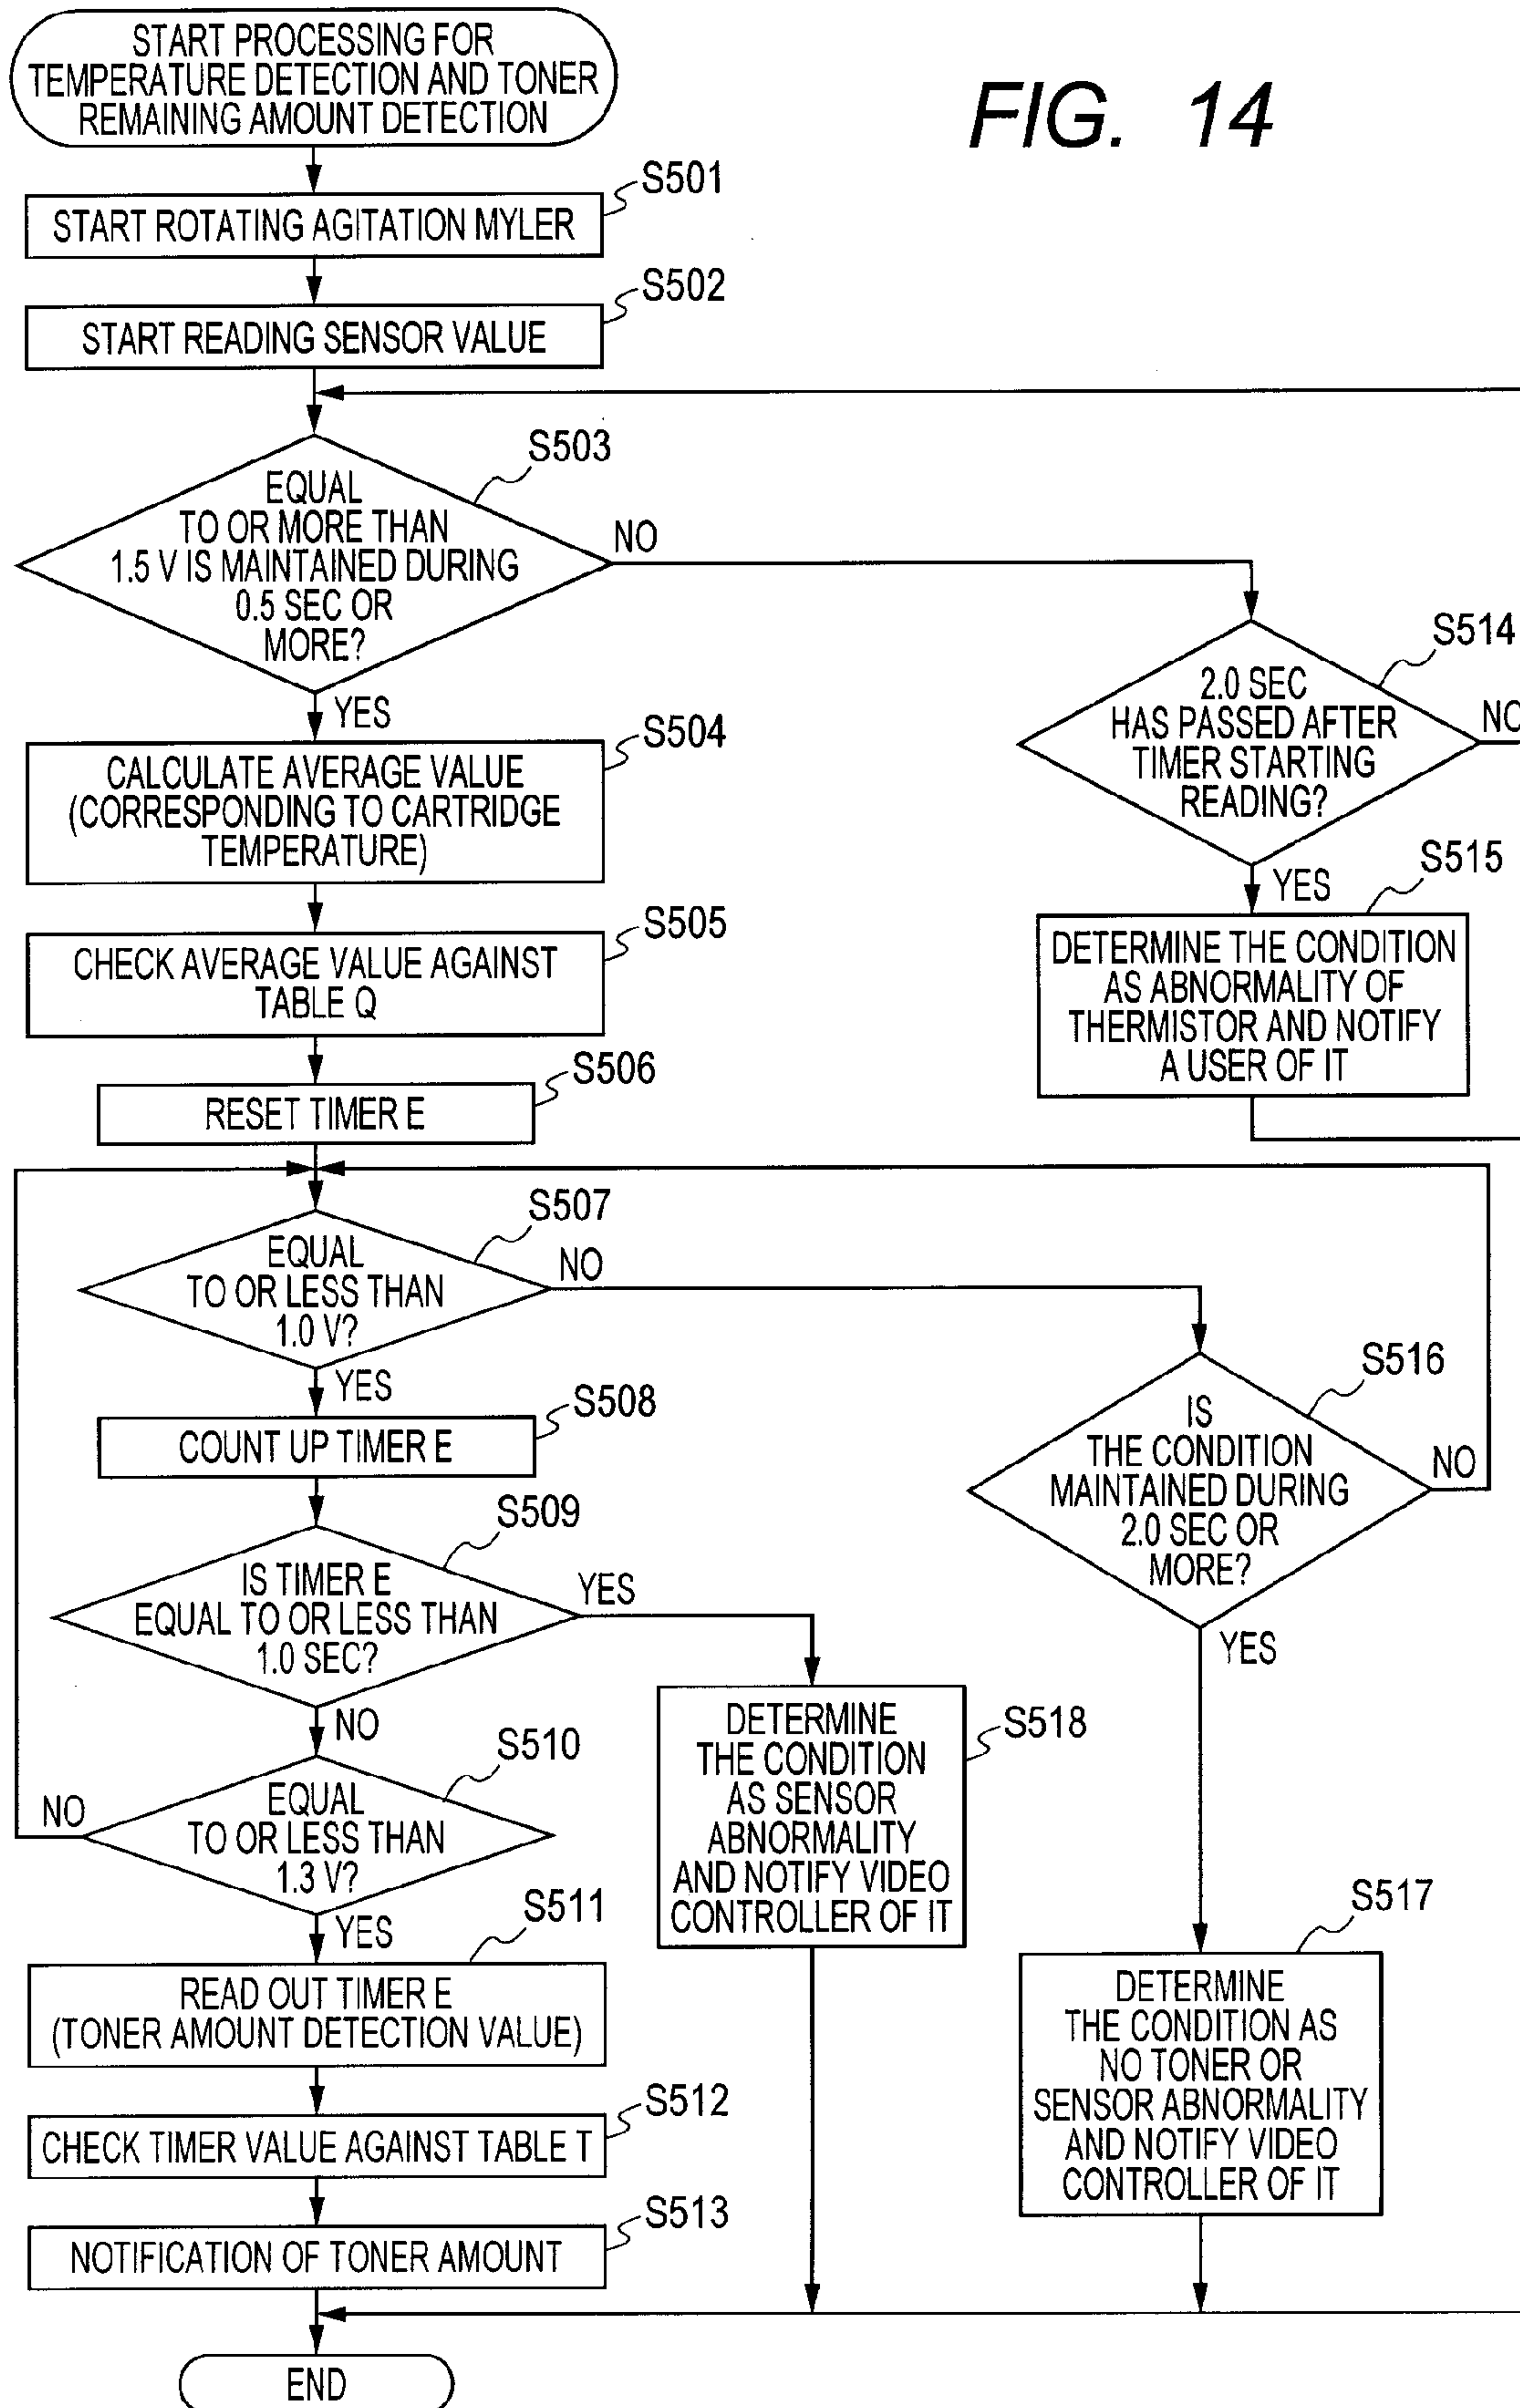 START PROCESSING FOR
TEMPERATURE DETECTION AND TONER
REMAINING AMOUNT DETECTION
FIG. 14
S501
START ROTATING AGITATION MYLER
S502
START READING SENSOR VALUE
S503
EQUAL
TO OR MORE THAN
1.5 V IS MAINTAINED DURING
0.5 SEC OR
MORE?
NO
YES
S514
2.0 SEC
HAS PASSED AFTER
TIMER STARTING
READING?
NO
YES
S504
CALCULATE AVERAGE VALUE
(CORRESPONDING TO CARTRIDGE
TEMPERATURE)
S515
DETERMINE THE CONDITION
AS ABNORMALITY OF
THERMISTOR AND NOTIFY
A USER OF IT
S505
CHECK AVERAGE VALUE AGAINST
TABLE Q
S506
RESET TIMER E
S507
EQUAL
TO OR LESS THAN
1.0 V?
NO
YES
S516
IS
THE CONDITION
MAINTAINED DURING
2.0 SEC OR
MORE?
NO
YES
S508
COUNT UP TIMER E
S509
IS TIMER E
EQUAL TO OR LESS THAN
1.0 SEC?
YES
NO
S518
DETERMINE
THE CONDITION
AS SENSOR
ABNORMALITY
AND NOTIFY VIDEO
CONTROLLER OF IT
S510
EQUAL
TO OR LESS THAN
1.3 V?
NO
YES
S517
DETERMINE
THE CONDITION AS
NO TONER OR
SENSOR ABNORMALITY
AND NOTIFY VIDEO
CONTROLLER OF IT
S511
READ OUT TIMER E
(TONER AMOUNT DETECTION VALUE)
S512
CHECK TIMER VALUE AGAINST TABLE T
S513
NOTIFICATION OF TONER AMOUNT
END